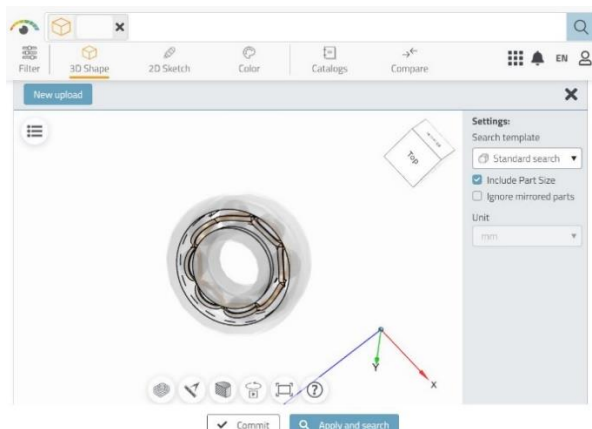 Filter
3D Shape
2D Sketch
Color
Catalogs
Compare
EN
New upload
Settings:
Search template
Standard search
Include Part Size
Ignore mirrored parts
Unit
mm
Top
Y
X
Commit
Apply and search